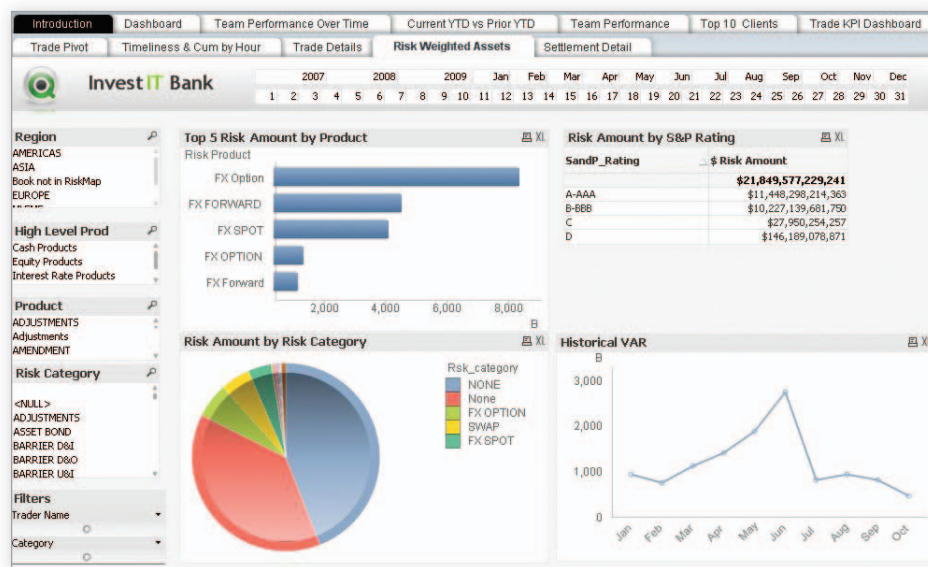 Introduction Dashboard Team Performance Over Time Current YTD vs Prior YTD Team Performance Top 10 Clients Trade KPI Dashboard
Trade Pivot Timeliness & Cum by Hour Trade Details Risk Weighted Assets Settlement Detail
InvestIT Bank
2007 2008 2009 Jan Feb Mar Apr May Jun Jul Aug Sep Oct Nov Dec
1 2 3 4 5 6 7 8 9 10 11 12 13 14 15 16 17 18 19 20 21 22 23 24 25 26 27 28 29 30 31
Region
AMERICAS
ASIA
Book not in RiskMap
EUROPE
High Level Prod
Cash Products
Equity Products
Interest Rate Products
Product
ADJUSTMENTS
Adjustments
AMENDMENT
Risk Category
<NULL>
ADJUSTMENTS
ASSET BOND
BARRIER D&I
BARRIER D&O
BARRIER U&I
Filters
Trader Name
Category
Top 5 Risk Amount by Product XL
Risk Product
FX Option
FX FORWARD
FX SPOT
FX OPTION
FX Forward
2,000 4,000 6,000 8,000
B
Risk Amount by S&P Rating XL
SandP_Rating $ Risk Amount
$21,849,577,229,241
A-AAA $11,448,298,214,363
B-BBB $10,227,139,681,750
C $27,950,254,257
D $146,189,078,871
Risk Amount by Risk Category XL
Rsk_category
NONE
None
FX OPTION
SWAP
FX SPOT
Historical VAR
B
3,000
2,000
1,000
0
Jan Feb Mar Apr May Jun Jul Aug Sep Oct